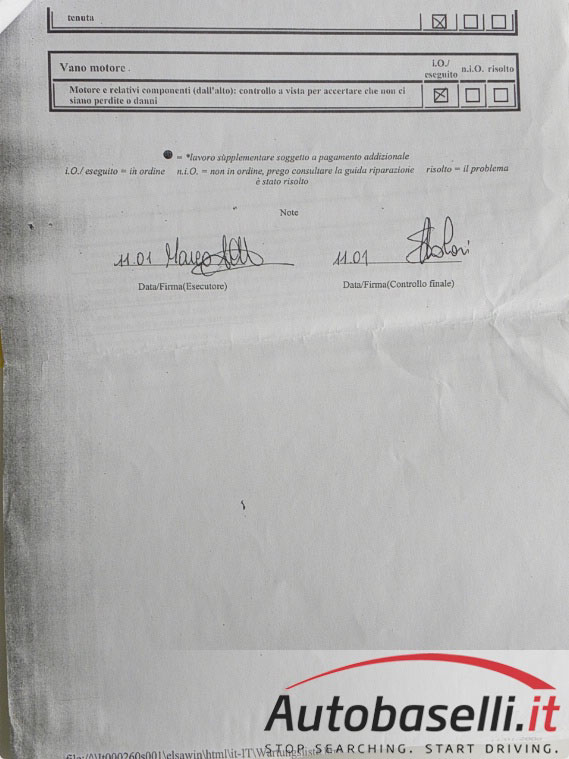 tenuta
Vano motore .
i.O./ eseguito n.i.O. risolto
Motore e relativi componenti (dall'alto): controllo a vista per accertare che non ci
siano perdite o danni
= *lavoro supplementare soggetto a pagamento addizionale
i.O./ eseguito = in ordine n.i.O. = non in ordine, prego consultare la guida riparazione risolto = il problema
è stato risolto
Note
11.01 Marco
11.01
Data/Firma(Esecutore)
Data/Firma(Controllo finale)
Autobaselli.it
STOP SEARCHING. START DRIVING.